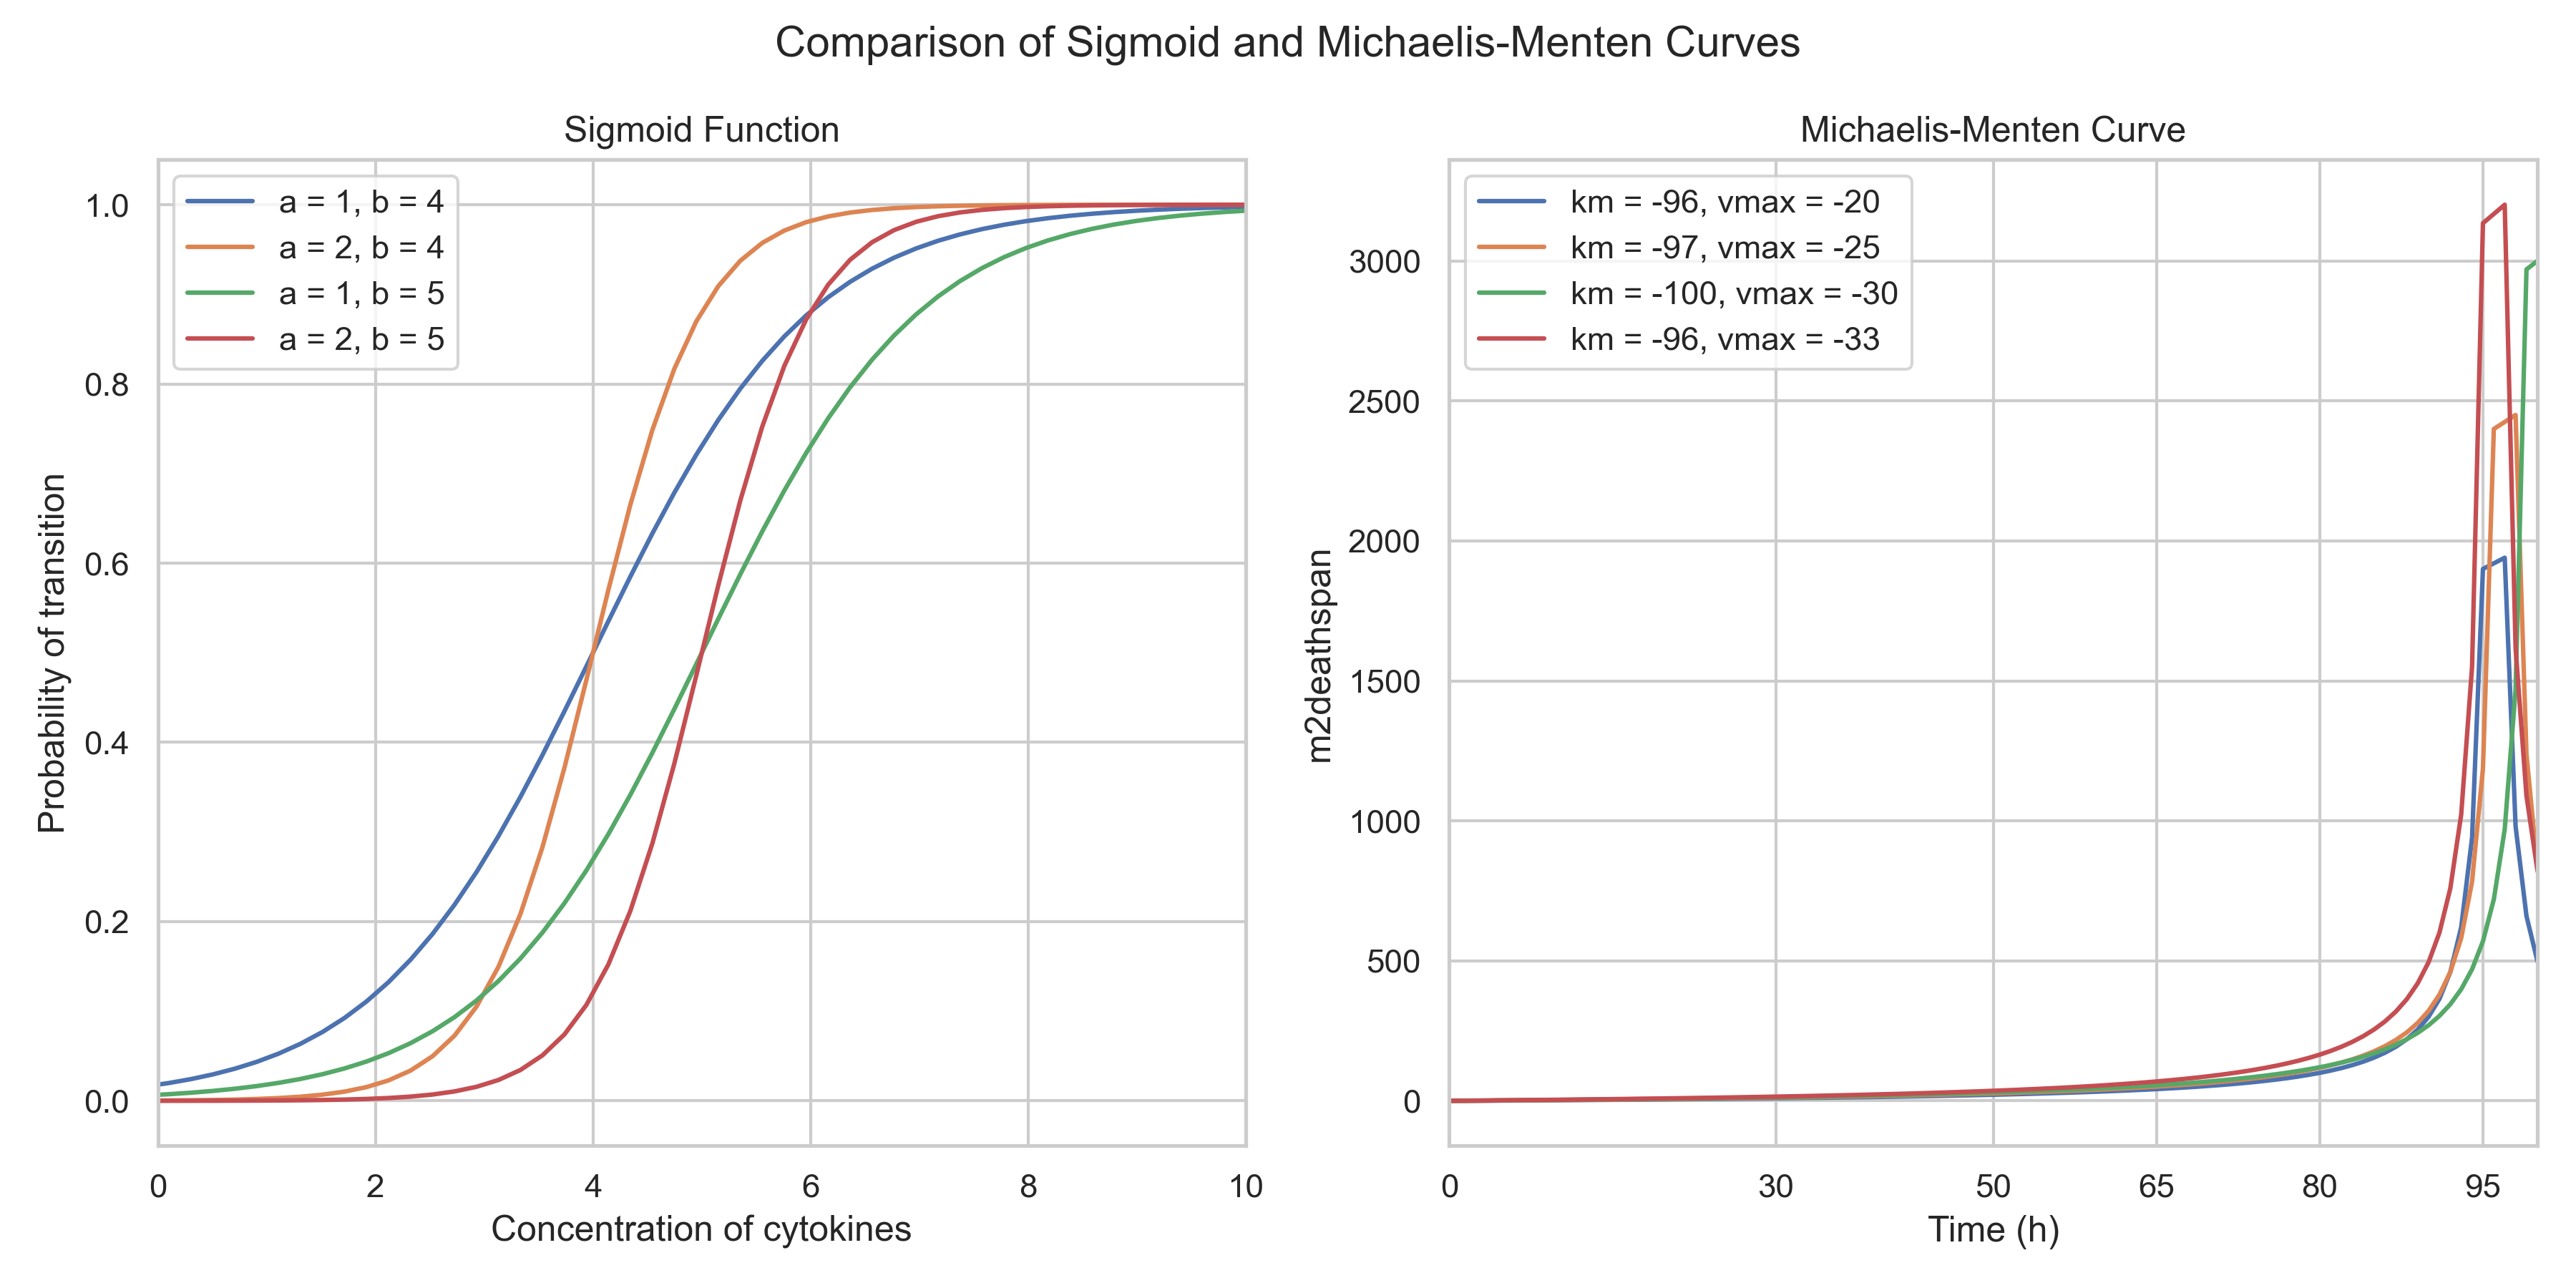 Comparison of Sigmoid and Michaelis-Menten Curves
Sigmoid Function
a = 1, b = 4
a = 2, b = 4
a = 1, b = 5
a = 2, b = 5
1.0
0.8
0.6
0.4
0.2
0.0
Probability of transition
0 2 4 6 8 10
Concentration of cytokines
Michaelis-Menten Curve
km = -96, vmax = -20
km = -97, vmax = -25
km = -100, vmax = -30
km = -96, vmax = -33
3000
2500
2000
1500
1000
500
0
m2deathspan
0 30 50 65 80 95
Time (h)